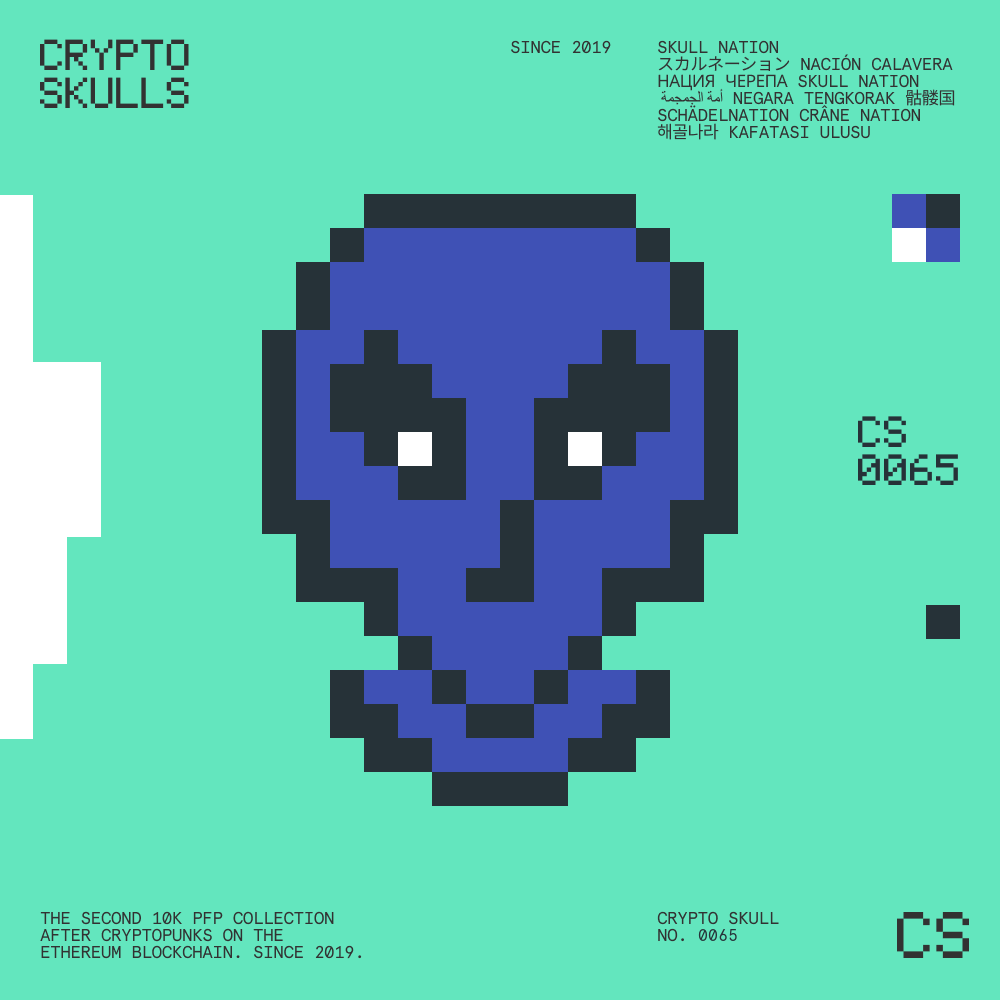 CRYPTO
SKULLS
SINCE 2019
SKULL NATION
スカルネーション NACIÓN CALAVERA
НАЦИЯ ЧЕРЕПА SKULL NATION
أمة الجمجمة NEGARA TENGKORAK 骷髅国
SCHÄDELNATION CRÂNE NATION
해골나라 KAFATASI ULUSU
CS
0065
THE SECOND 10K PFP COLLECTION
AFTER CRYPTOPUNKS ON THE
ETHEREUM BLOCKCHAIN. SINCE 2019.
CRYPTO SKULL
NO. 0065
CS